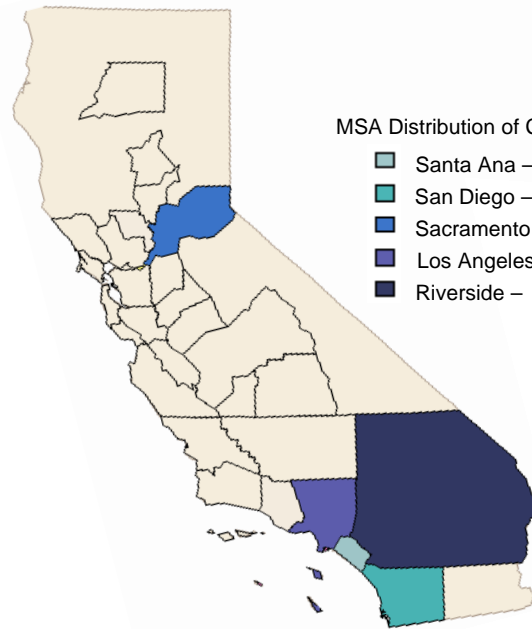 MSA Distribution of
Santa Ana –
San Diego –
Sacramento
Los Angeles
Riverside –